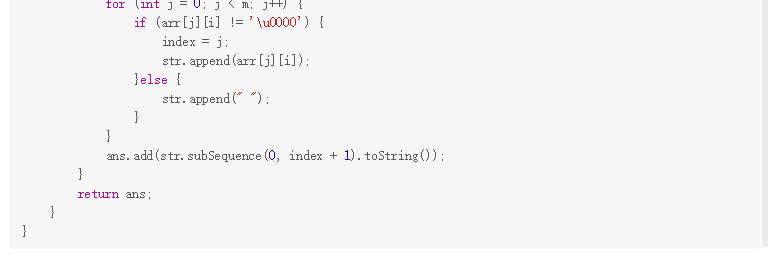 for (int j = 0; j < m; j++) {
if (arr[j][i] != '\u0000') {
index = j;
str.append(arr[j][i]);
}else {
str.append(" ");
}
}
ans.add(str.subSequence(0, index + 1).toString());
}
return ans;
}
}